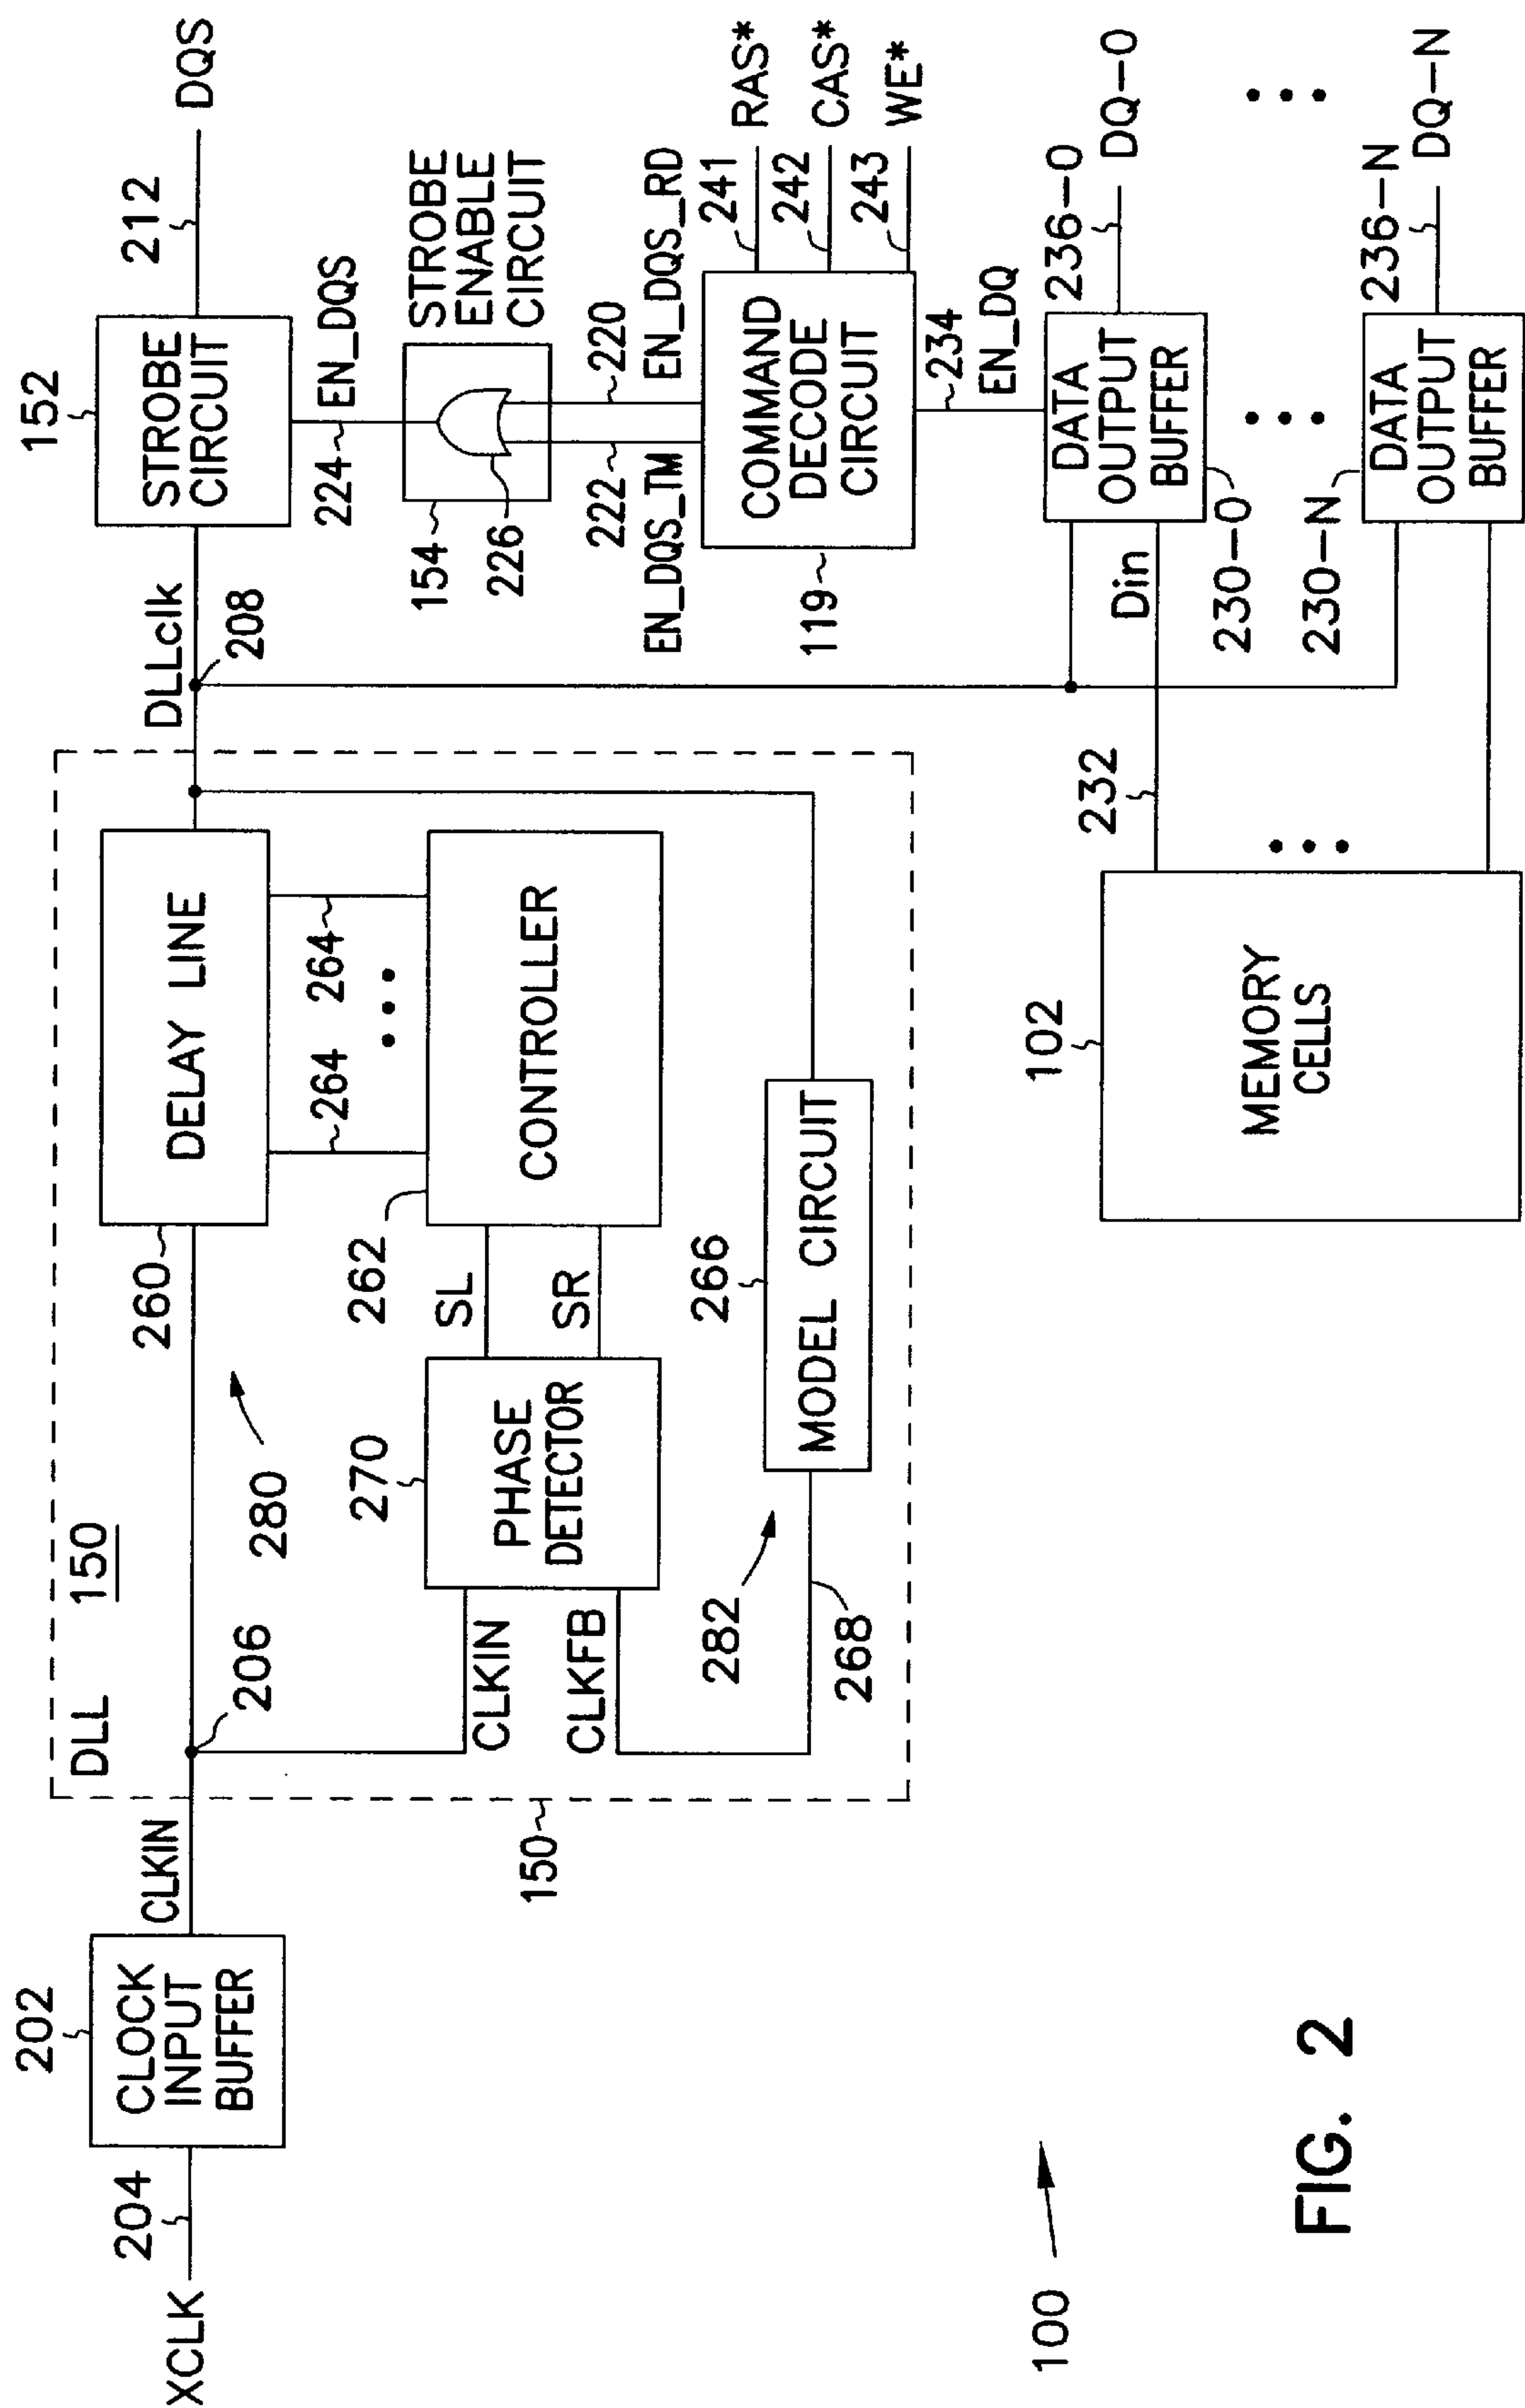 XCLK
204
202
CLOCK
INPUT
BUFFER
CLKIN
DLL 150
150
206
280
260
DELAY LINE
264
264
262
CONTROLLER
SL
SR
270
PHASE
DETECTOR
CLKIN
CLKFB
282
268
266
MODEL CIRCUIT
DLLclk
208
152
STROBE
CIRCUIT
212
DQS
224
EN_DQS
154
226
STROBE
ENABLE
CIRCUIT
222
220
EN_DQS_TM
EN_DQS_RD
119
COMMAND
DECODE
CIRCUIT
241
RAS*
242
CAS*
243
WE*
234
EN_DQ
102
MEMORY
CELLS
232
Din
DATA
OUTPUT
BUFFER
230-0
236-0
DQ-0
230-N
DATA
OUTPUT
BUFFER
236-N
DQ-N
100
FIG. 2